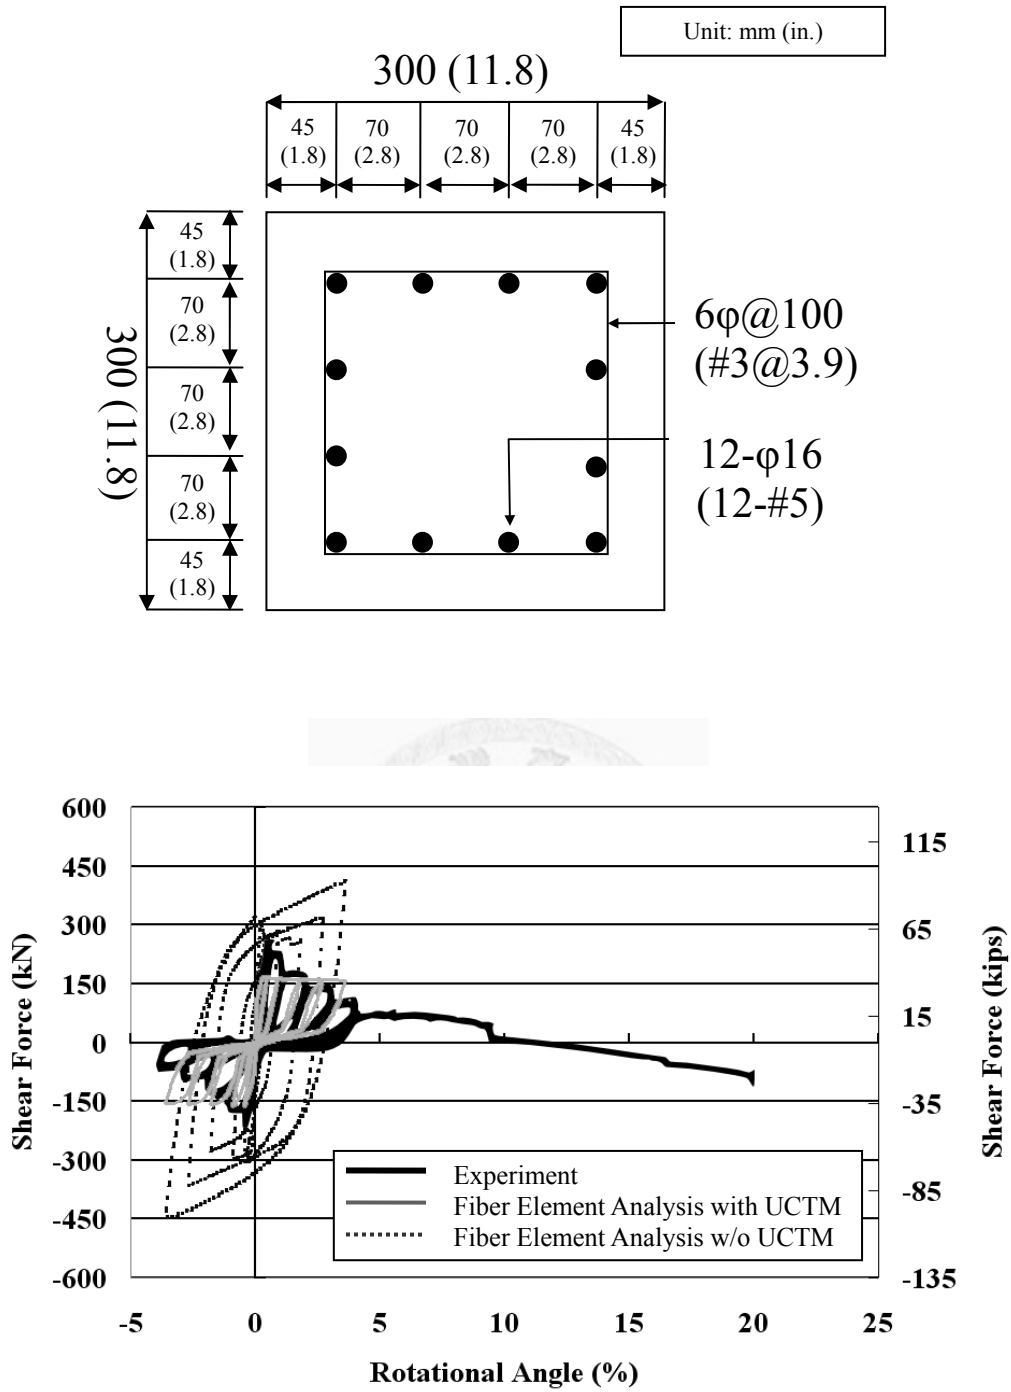 Unit: mm (in.)
300 (11.8)
45 70 70 70 45
(1.8) (2.8) (2.8) (2.8) (1.8)
300 (11.8)
45
(1.8)
70
(2.8)
70
(2.8)
70
(2.8)
45
(1.8)
6φ@100
(#3@3.9)
12-φ16
(12-#5)
600
450
300
150
0
-150
-300
-450
-600
Shear Force (kN)
115
65
15
-35
-85
-135
Shear Force (kips)
Experiment
Fiber Element Analysis with UCTM
Fiber Element Analysis w/o UCTM
-5 0 5 10 15 20 25
Rotational Angle (%)